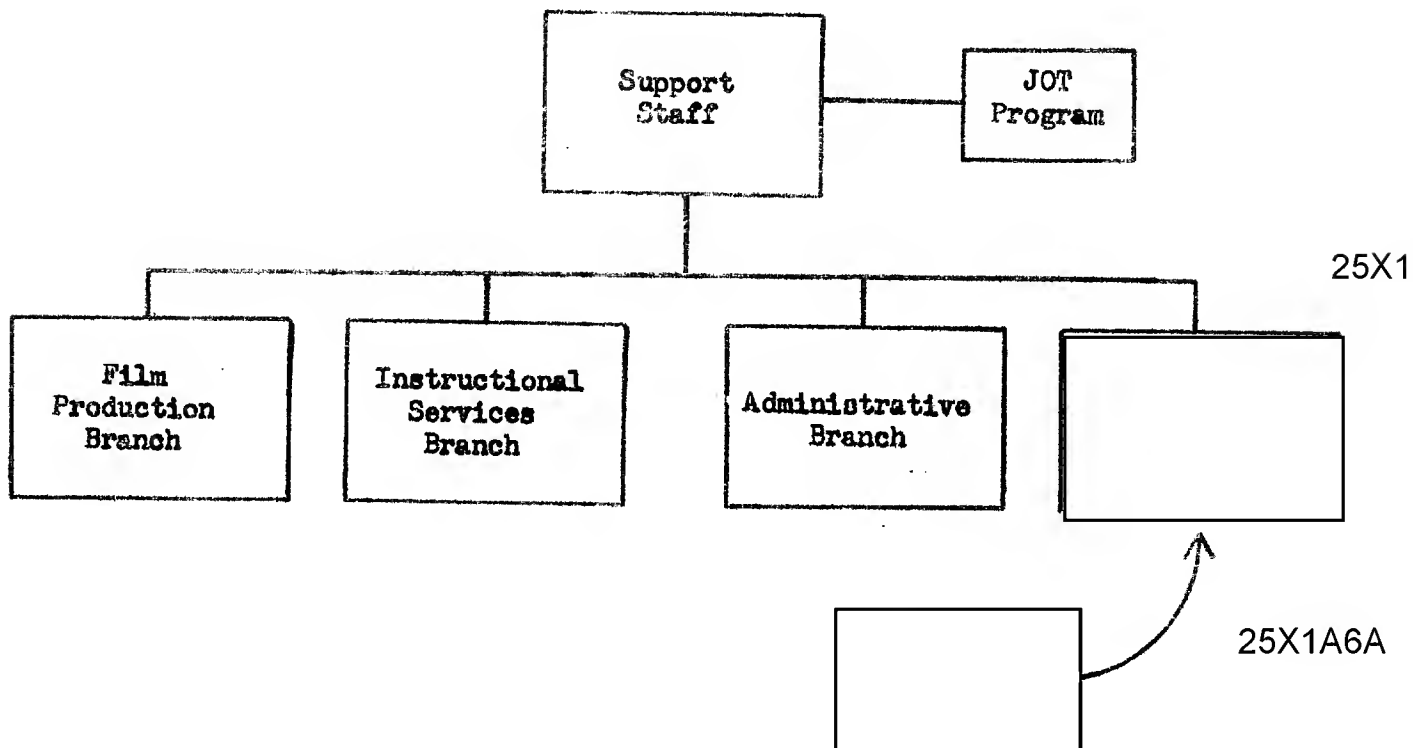 Support
Staff
JOT
Program
25X1
Film
Production
Branch
Instructional
Services
Branch
Administrative
Branch
25X1A6A